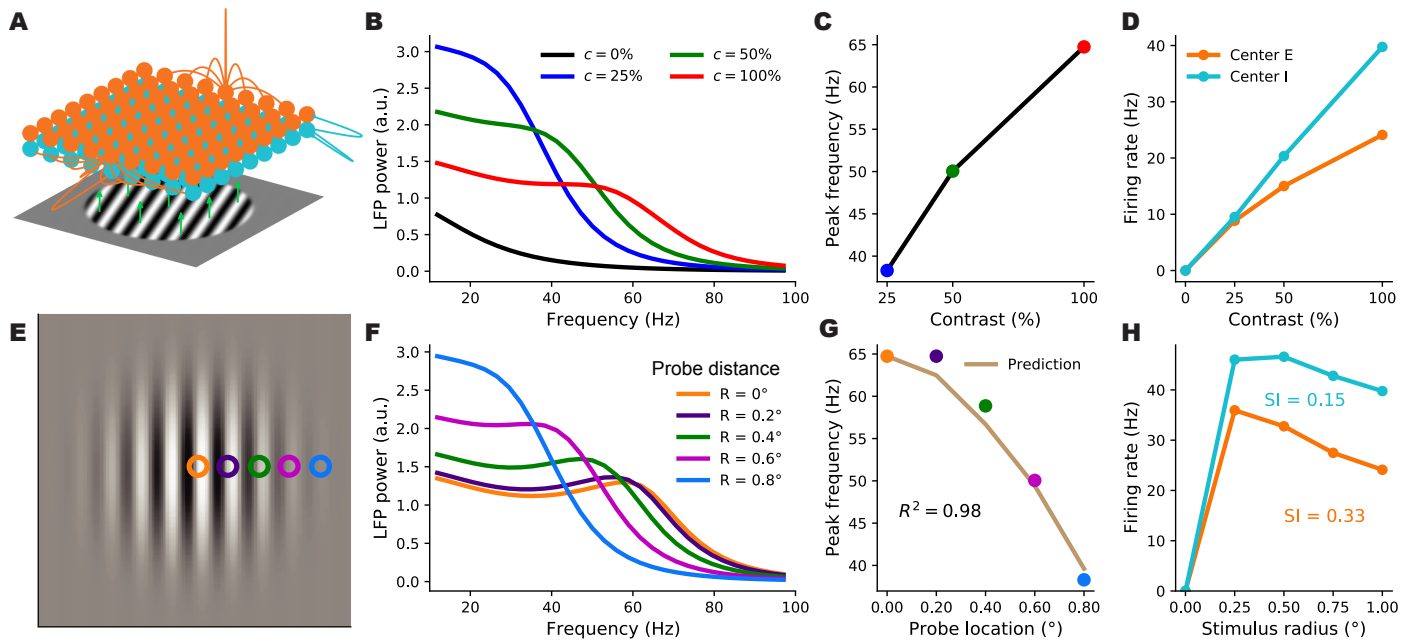 A
B
3.0
2.5
2.0
1.5
1.0
0.5
0.0
LFP power (a.u.)
c = 0%
c = 25%
c = 50%
c = 100%
20
40
60
80
100
Frequency (Hz)
C
65
60
55
50
45
40
Peak frequency (Hz)
25
50
100
Contrast (%)
D
40
30
20
10
0
Firing rate (Hz)
Center E
Center I
0
25
50
100
Contrast (%)
E
F
3.0
2.5
2.0
1.5
1.0
0.5
0.0
LFP power (a.u.)
Probe distance
R = 0°
R = 0.2°
R = 0.4°
R = 0.6°
R = 0.8°
20
40
60
80
100
Frequency (Hz)
G
65
60
55
50
45
40
Peak frequency (Hz)
Prediction
R² = 0.98
0.00
0.20
0.40
0.60
0.80
Probe location (°)
H
40
20
0
Firing rate (Hz)
SI = 0.15
SI = 0.33
0.00
0.25
0.50
0.75
1.00
Stimulus radius (°)